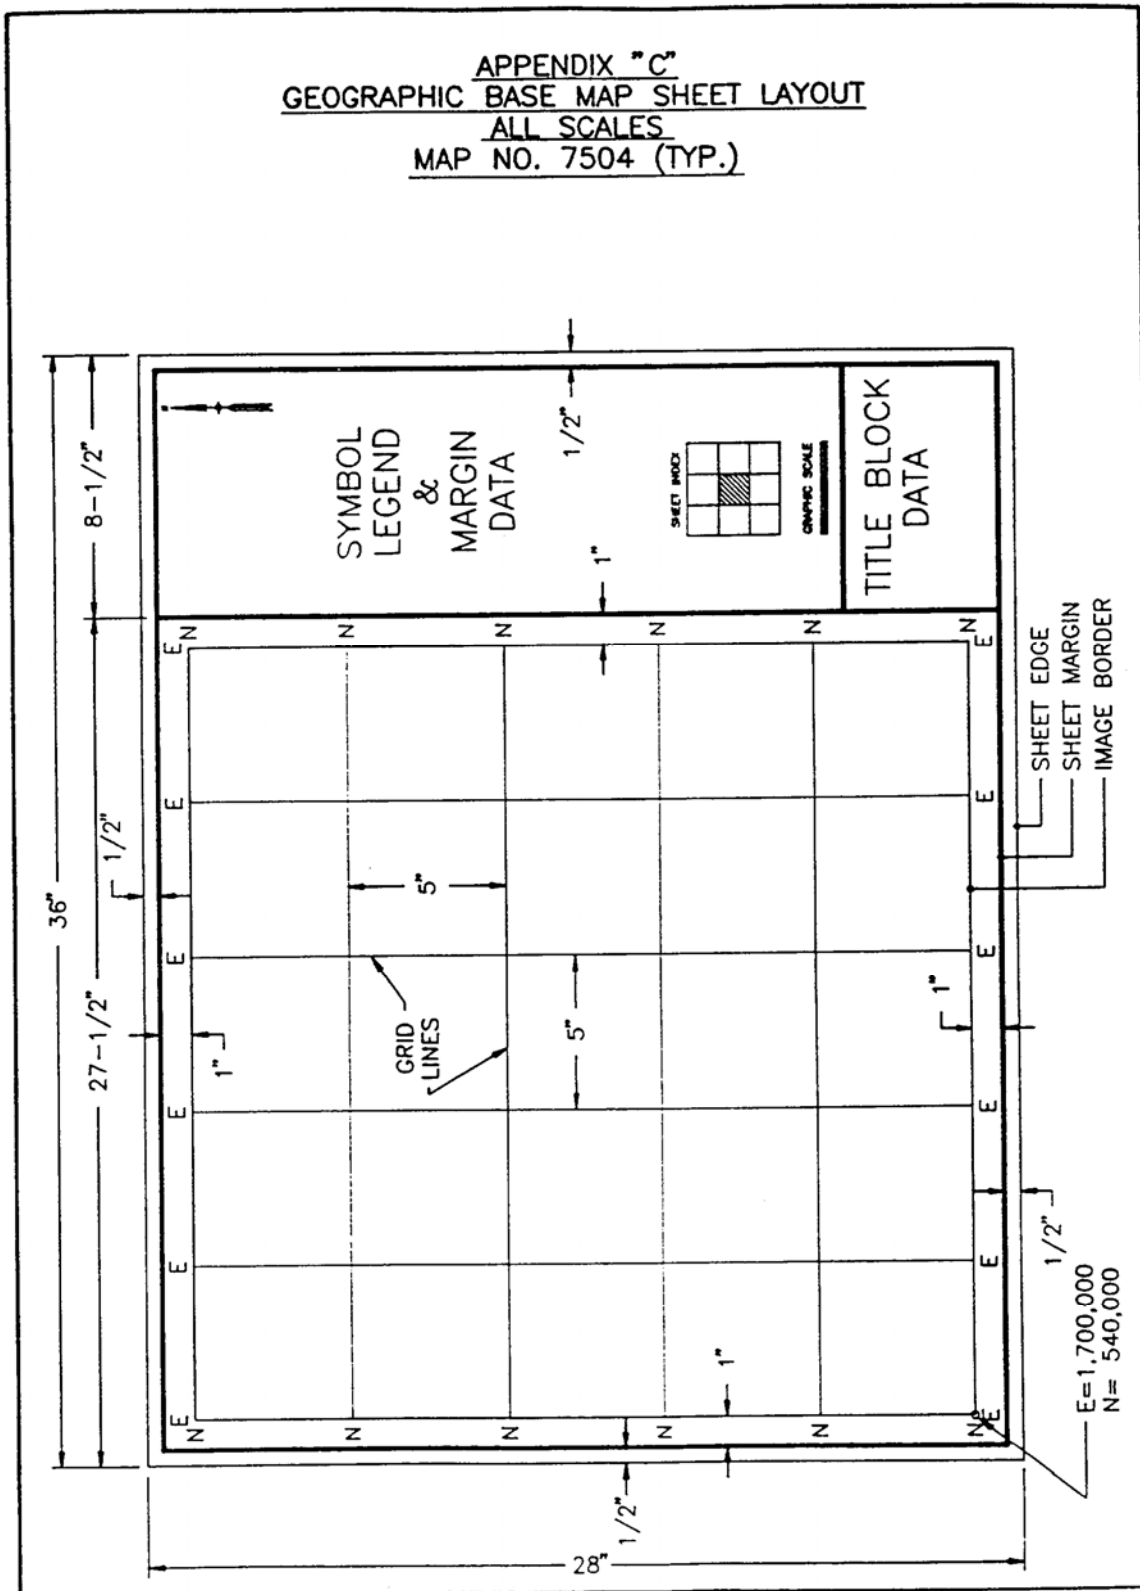 APPENDIX "C"
GEOGRAPHIC BASE MAP SHEET LAYOUT
ALL SCALES
MAP NO. 7504 (TYP.)
36"
27-1/2"
8-1/2"
1/2"
1"
SYMBOL
LEGEND
&
MARGIN
DATA
1/2"
SHEET INDEX
GRAPHIC SCALE
TITLE BLOCK
DATA
1"
E
E
E
E
E
E
N
N
N
N
N
N
5"
5"
GRID
LINES
1"
N
N
N
N
N
N
E
E
E
E
E
E
1"
1/2"
1/2"
28"
SHEET EDGE
SHEET MARGIN
IMAGE BORDER
E=1,700,000
N= 540,000